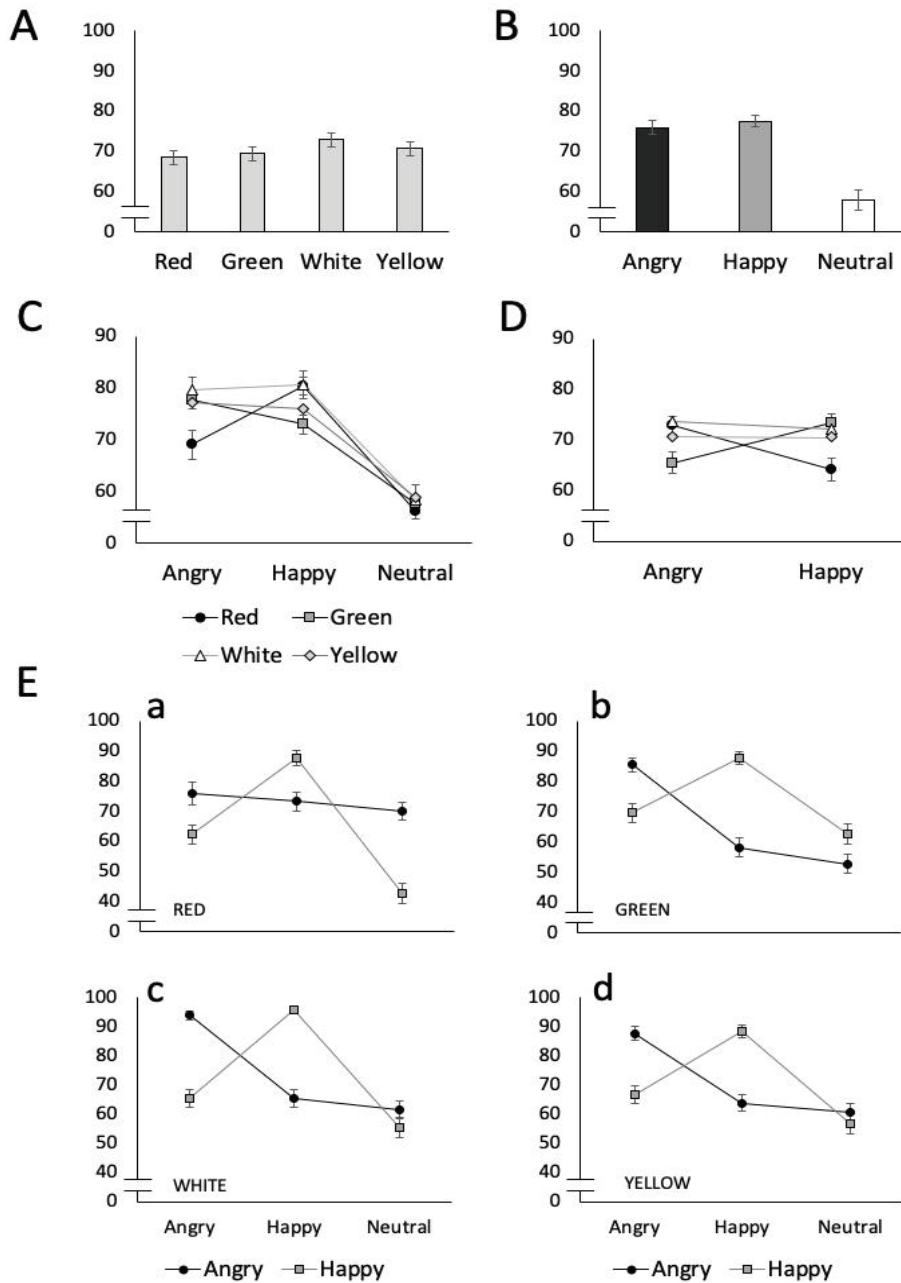 A
100
90
80
70
60
0
Red Green White Yellow
B
100
90
80
70
60
0
Angry Happy Neutral
C
90
80
70
60
0
Angry Happy Neutral
Red Green
White Yellow
D
90
80
70
60
0
Angry Happy
E
a
100
90
80
70
60
50
40
0
RED
b
100
90
80
70
60
50
40
0
GREEN
c
100
90
80
70
60
50
40
0
WHITE
Angry Happy Neutral
Angry Happy
d
100
90
80
70
60
50
40
0
YELLOW
Angry Happy Neutral
Angry Happy